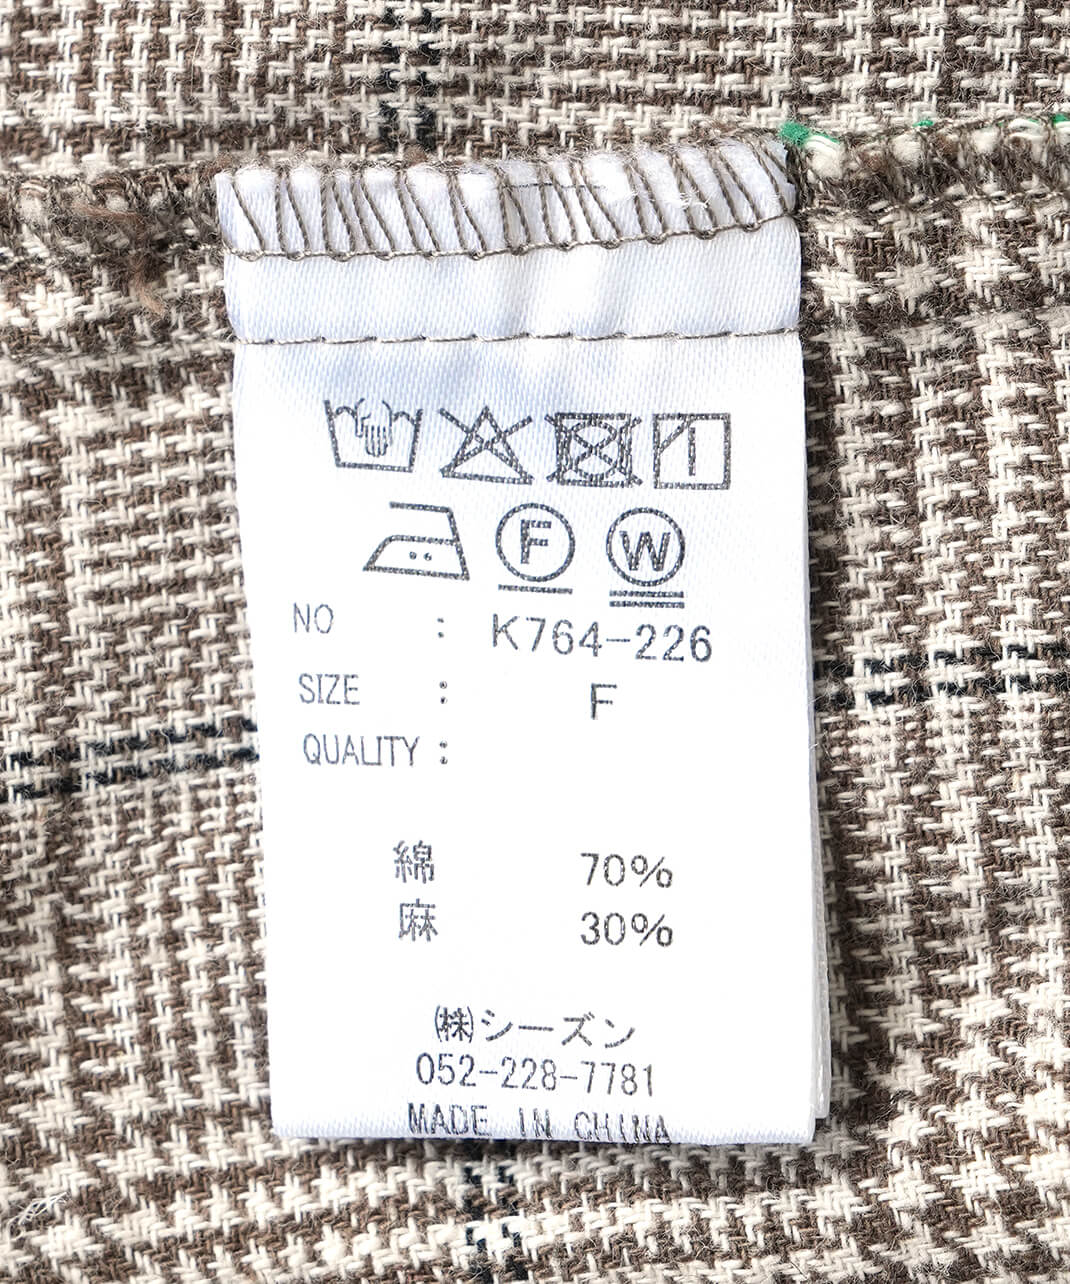 F W
NO : K764-226
SIZE : F
QUALITY :
綿 70%
麻 30%
㈱シーズン
052-228-7781
MADE IN CHINA